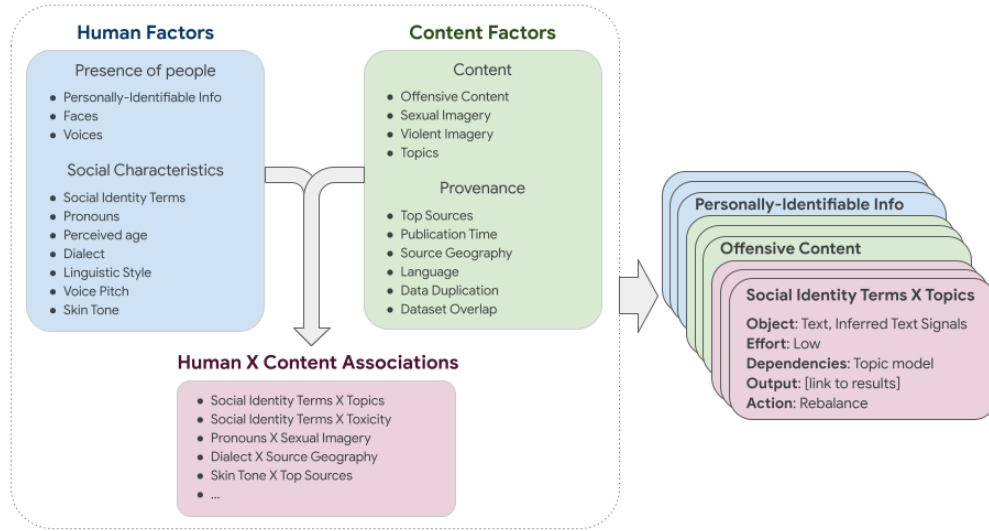 Human Factors
Presence of people
● Personally-Identifiable Info
● Faces
● Voices
Social Characteristics
● Social Identity Terms
● Pronouns
● Perceived age
● Dialect
● Linguistic Style
● Voice Pitch
● Skin Tone
Content Factors
Content
● Offensive Content
● Sexual Imagery
● Violent Imagery
● Topics
Provenance
● Top Sources
● Publication Time
● Source Geography
● Language
● Data Duplication
● Dataset Overlap
Human X Content Associations
● Social Identity Terms X Topics
● Social Identity Terms X Toxicity
● Pronouns X Sexual Imagery
● Dialect X Source Geography
● Skin Tone X Top Sources
● ...
Personally-Identifiable Info
Offensive Content
Social Identity Terms X Topics
Object: Text, Inferred Text Signals
Effort: Low
Dependencies: Topic model
Output: [link to results]
Action: Rebalance